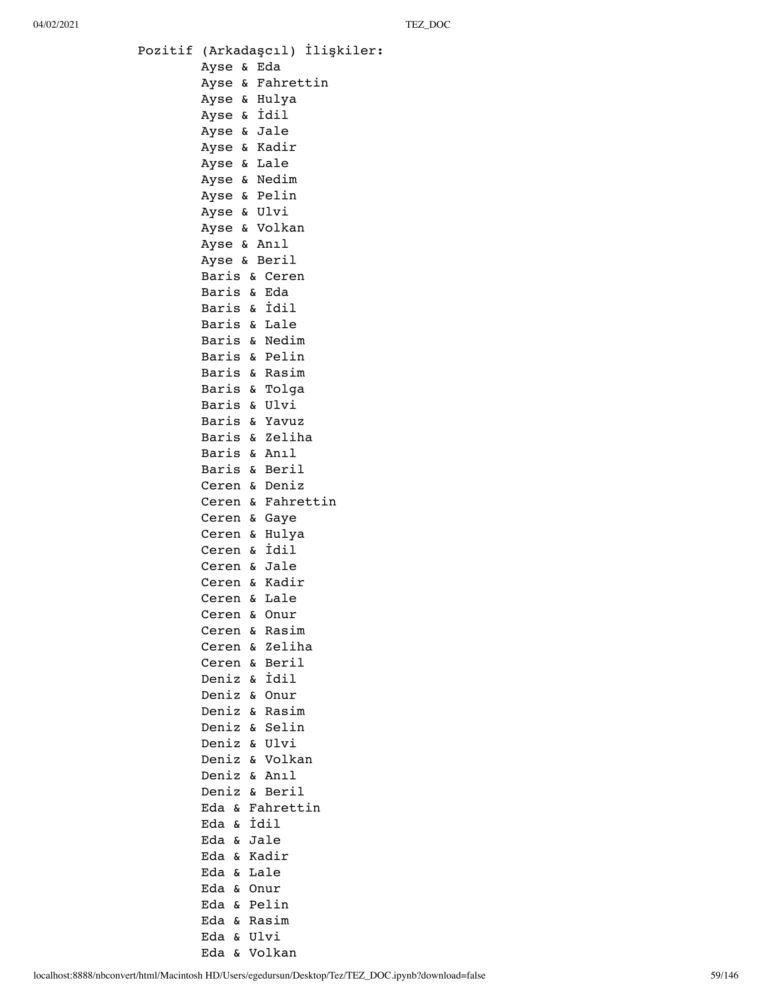 04/02/2021 TEZ_DOC
Pozitif (Arkadaşcıl) İlişkiler:
Ayse & Eda
Ayse & Fahrettin
Ayse & Hulya
Ayse & İdil
Ayse & Jale
Ayse & Kadir
Ayse & Lale
Ayse & Nedim
Ayse & Pelin
Ayse & Ulvi
Ayse & Volkan
Ayse & Anıl
Ayse & Beril
Baris & Ceren
Baris & Eda
Baris & İdil
Baris & Lale
Baris & Nedim
Baris & Pelin
Baris & Rasim
Baris & Tolga
Baris & Ulvi
Baris & Yavuz
Baris & Zeliha
Baris & Anıl
Baris & Beril
Ceren & Deniz
Ceren & Fahrettin
Ceren & Gaye
Ceren & Hulya
Ceren & İdil
Ceren & Jale
Ceren & Kadir
Ceren & Lale
Ceren & Onur
Ceren & Rasim
Ceren & Zeliha
Ceren & Beril
Deniz & İdil
Deniz & Onur
Deniz & Rasim
Deniz & Selin
Deniz & Ulvi
Deniz & Volkan
Deniz & Anıl
Deniz & Beril
Eda & Fahrettin
Eda & İdil
Eda & Jale
Eda & Kadir
Eda & Lale
Eda & Onur
Eda & Pelin
Eda & Rasim
Eda & Ulvi
Eda & Volkan
localhost:8888/nbconvert/html/Macintosh HD/Users/egedursun/Desktop/Tez/TEZ_DOC.ipynb?download=false 59/146